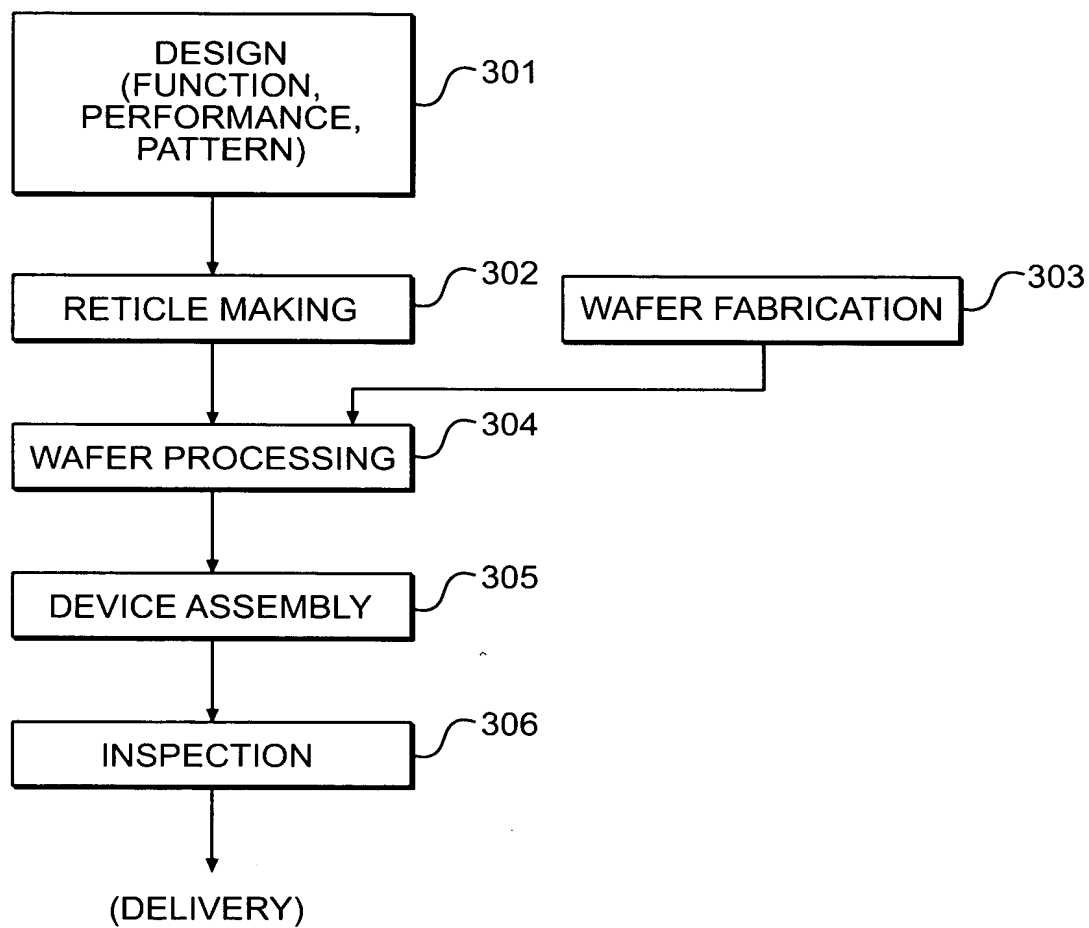 DESIGN
(FUNCTION,
PERFORMANCE,
PATTERN)
301
RETICLE MAKING
302
WAFER FABRICATION
303
WAFER PROCESSING
304
DEVICE ASSEMBLY
305
INSPECTION
306
(DELIVERY)